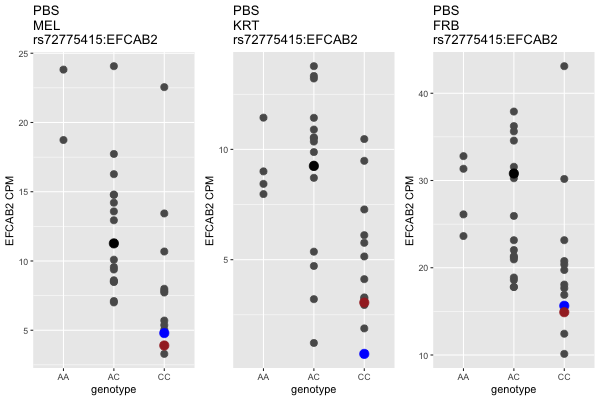 PBS
MEL
rs72775415:EFCAB2
25
20
15
10
5
EFCAB2 CPM
AA AC CC
genotype
PBS
KRT
rs72775415:EFCAB2
10
5
EFCAB2 CPM
AA AC CC
genotype
PBS
FRB
rs72775415:EFCAB2
40
30
20
10
EFCAB2 CPM
AA AC CC
genotype